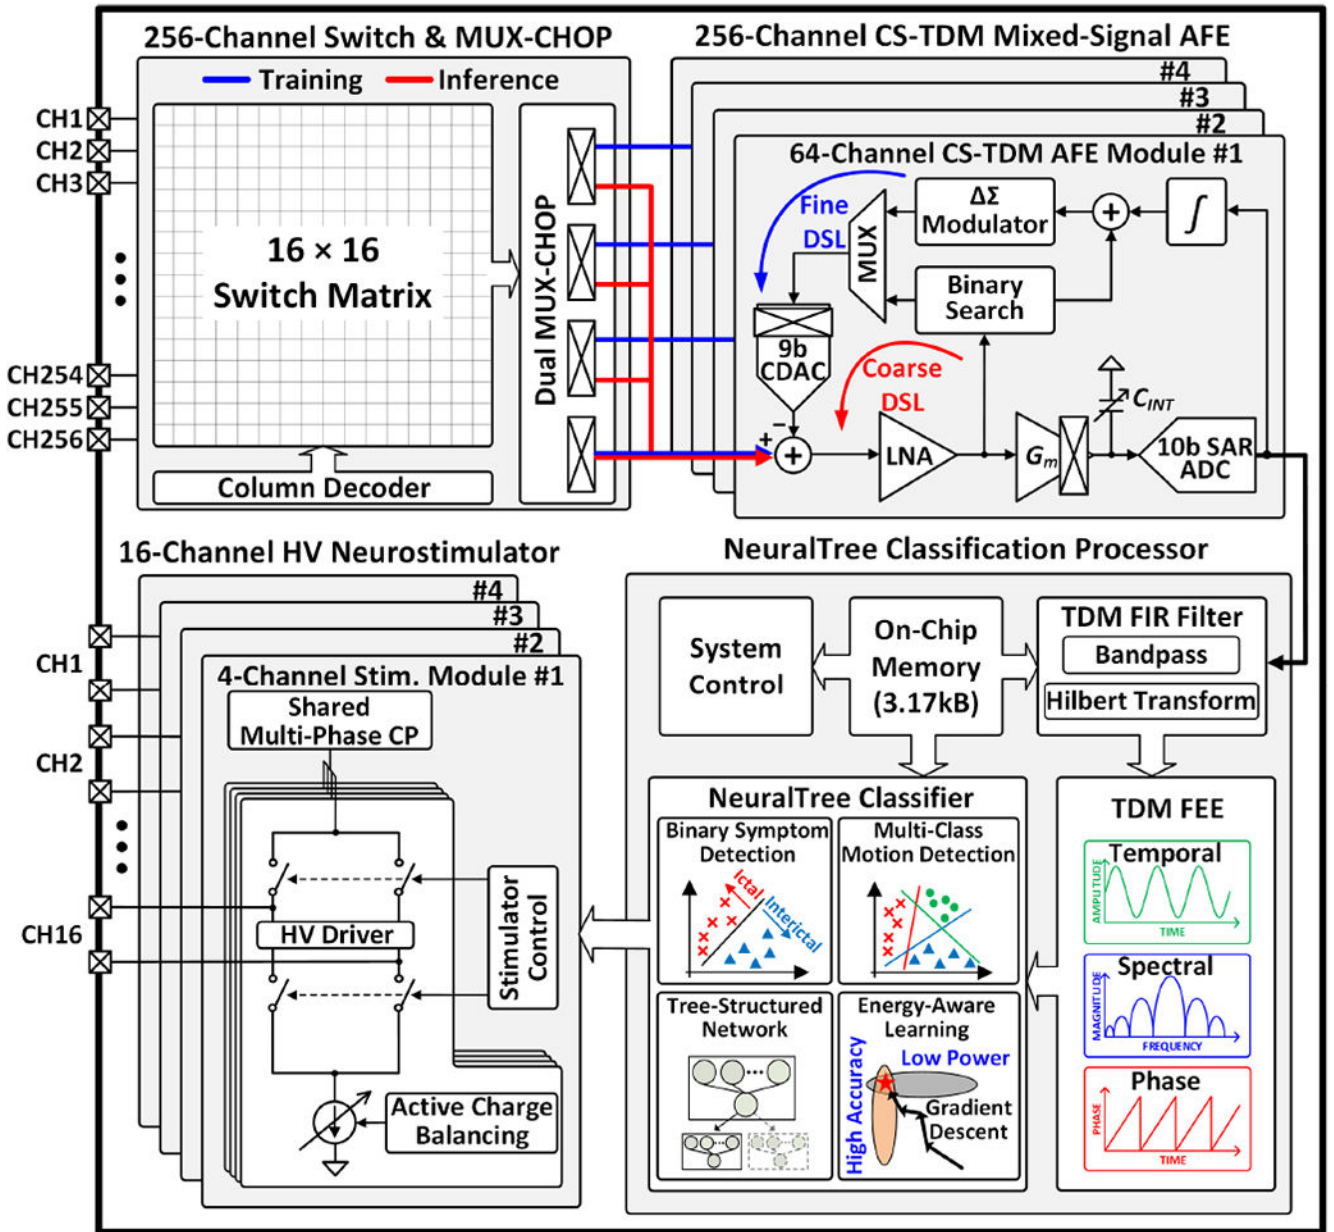 256-Channel Switch & MUX-CHOP
Training
Inference
CH1
CH2
CH3
CH254
CH255
CH256
16 × 16
Switch Matrix
Column Decoder
Dual MUX-CHOP
256-Channel CS-TDM Mixed-Signal AFE
#4
#3
#2
64-Channel CS-TDM AFE Module #1
Fine
DSL
MUX
ΔΣ
Modulator
+
∫
Binary
Search
9b
CDAC
Coarse
DSL
−
+
+
LNA
Gm
CINT
10b SAR
ADC
16-Channel HV Neurostimulator
#4
#3
#2
4-Channel Stim. Module #1
CH1
CH2
CH16
Shared
Multi-Phase CP
HV Driver
Stimulator
Control
Active Charge
Balancing
NeuralTree Classification Processor
System
Control
On-Chip
Memory
(3.17kB)
TDM FIR Filter
Bandpass
Hilbert Transform
NeuralTree Classifier
Binary Symptom
Detection
Ictal
Interictal
Multi-Class
Motion Detection
Tree-Structured
Network
Energy-Aware
Learning
Low Power
High Accuracy
Gradient
Descent
TDM FEE
Temporal
AMPLITUDE
TIME
Spectral
MAGNITUDE
FREQUENCY
Phase
PHASE
TIME